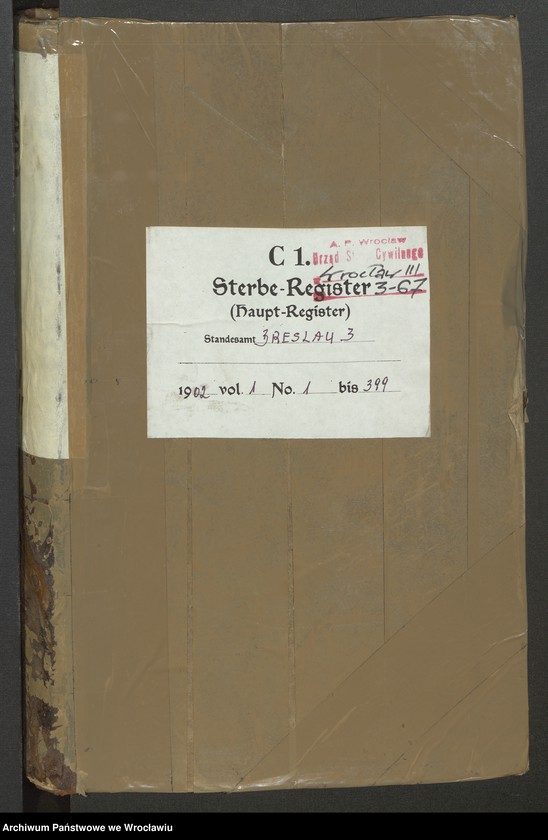 A. P. Wrocław
C 1. Urząd S Cywilnego
Wrocław III
Sterbe-Register 3-67
(Haupt-Register)
Standesamt BRESLAU 3
1902 vol. 1 No. 1 bis 399
Archiwum Państwowe we Wrocławiu